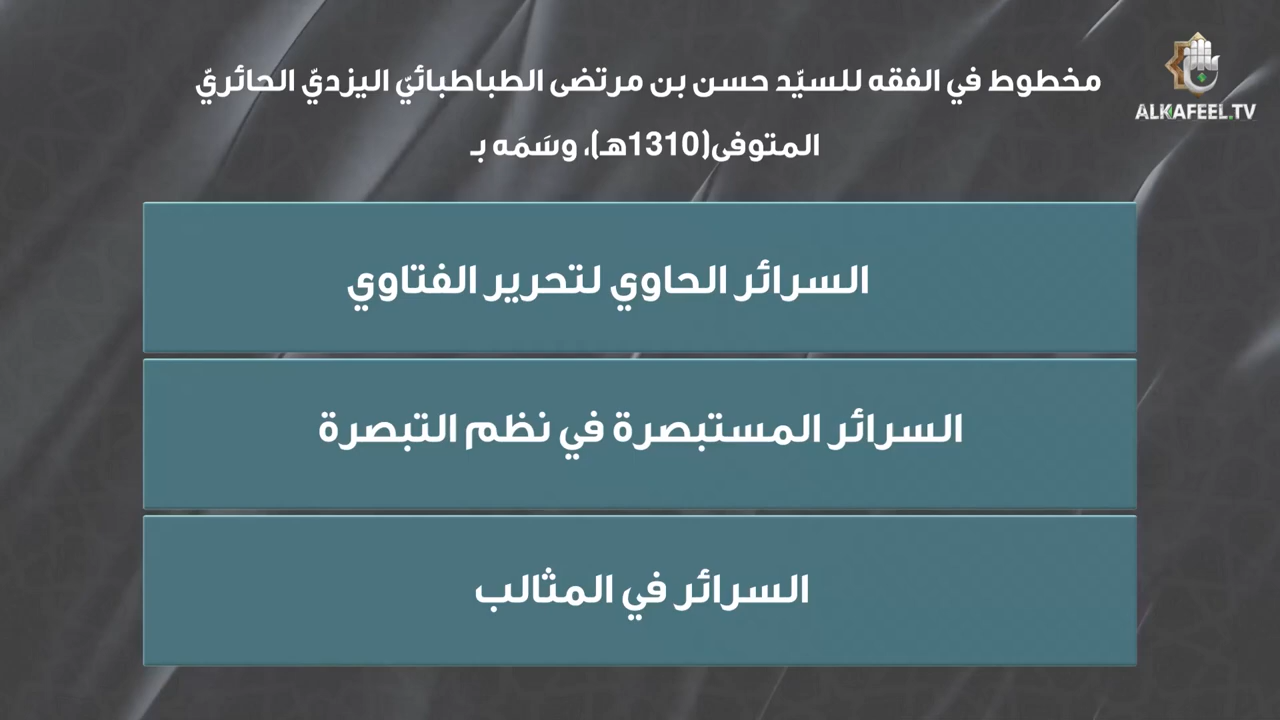 مخطوط في الفقه للسيّد حسن بن مرتضى الطباطبائيّ اليزديّ الحائريّ
المتوفى(1310هـ)، وسَمَه بـ
ALKAFEEL.TV
السرائر الحاوي لتحرير الفتاوي
السرائر المستبصرة في نظم التبصرة
السرائر في المثالب